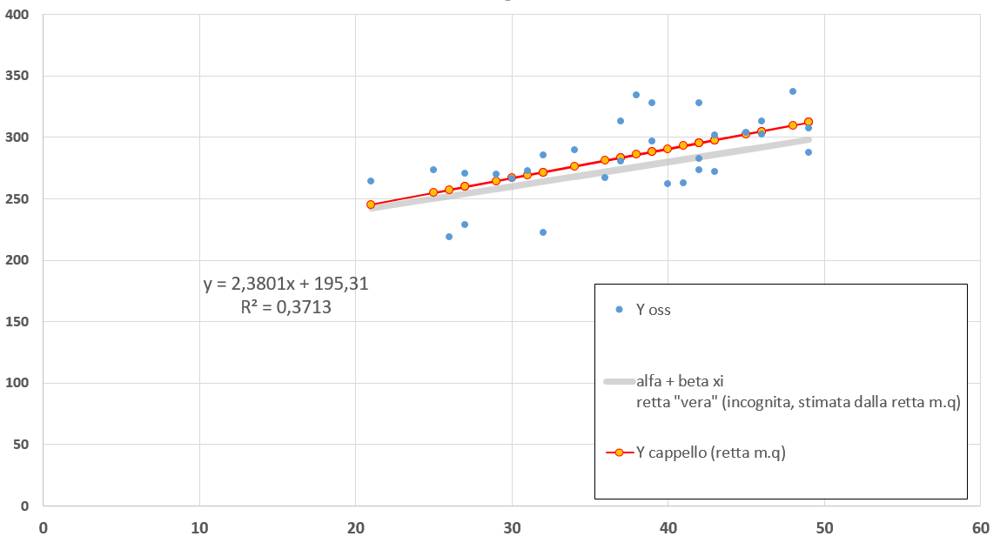 400
350
300
250
200
150
100
50
0
y = 2,3801x + 195,31
R² = 0,3713
Y oss
alfa + beta xi
retta "vera" (incognita, stimata dalla retta m.q)
Y cappello (retta m.q)
0 10 20 30 40 50 60